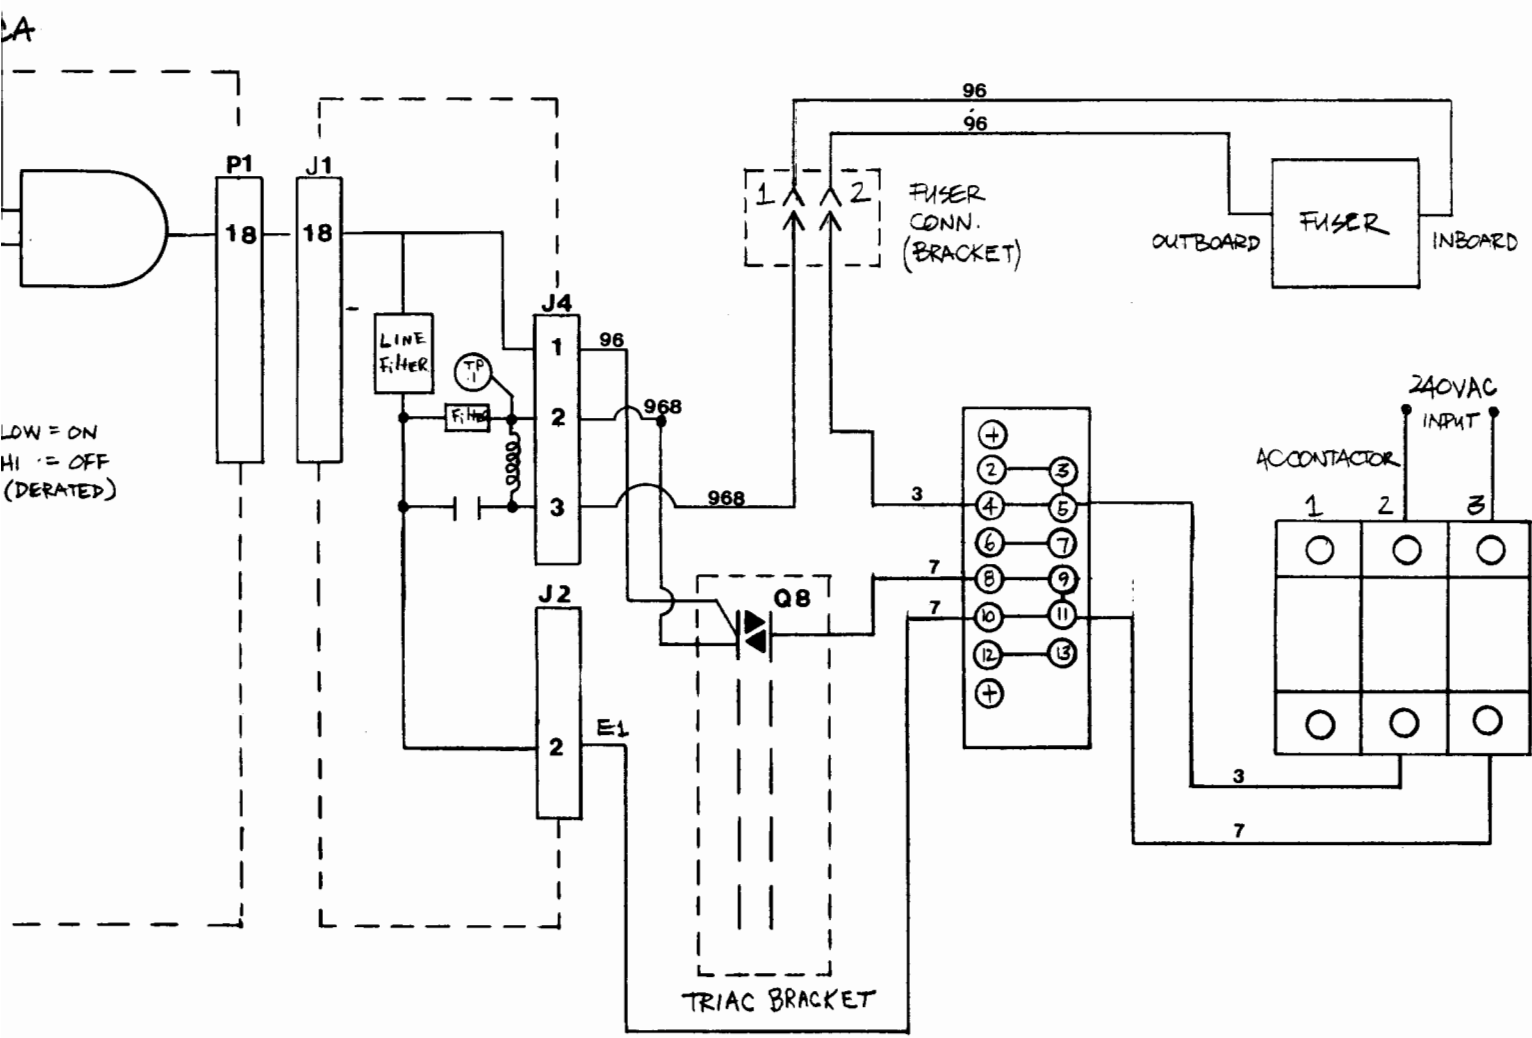 CA
96
96
P1
J1
1
2
FUSER
CONN.
(BRACKET)
OUTBOARD
FUSER
INBOARD
18
18
J4
LINE
FilteR
TP
1
1
96
Filter
2
968
3
968
LOW = ON
HI = OFF
(DERATED)
240VAC
INPUT
AC CONTACTOR
1
2
3
+
2
3
3
4
5
6
7
7
8
9
7
10
11
12
13
+
J2
Q8
2
E1
3
7
TRIAC BRACKET